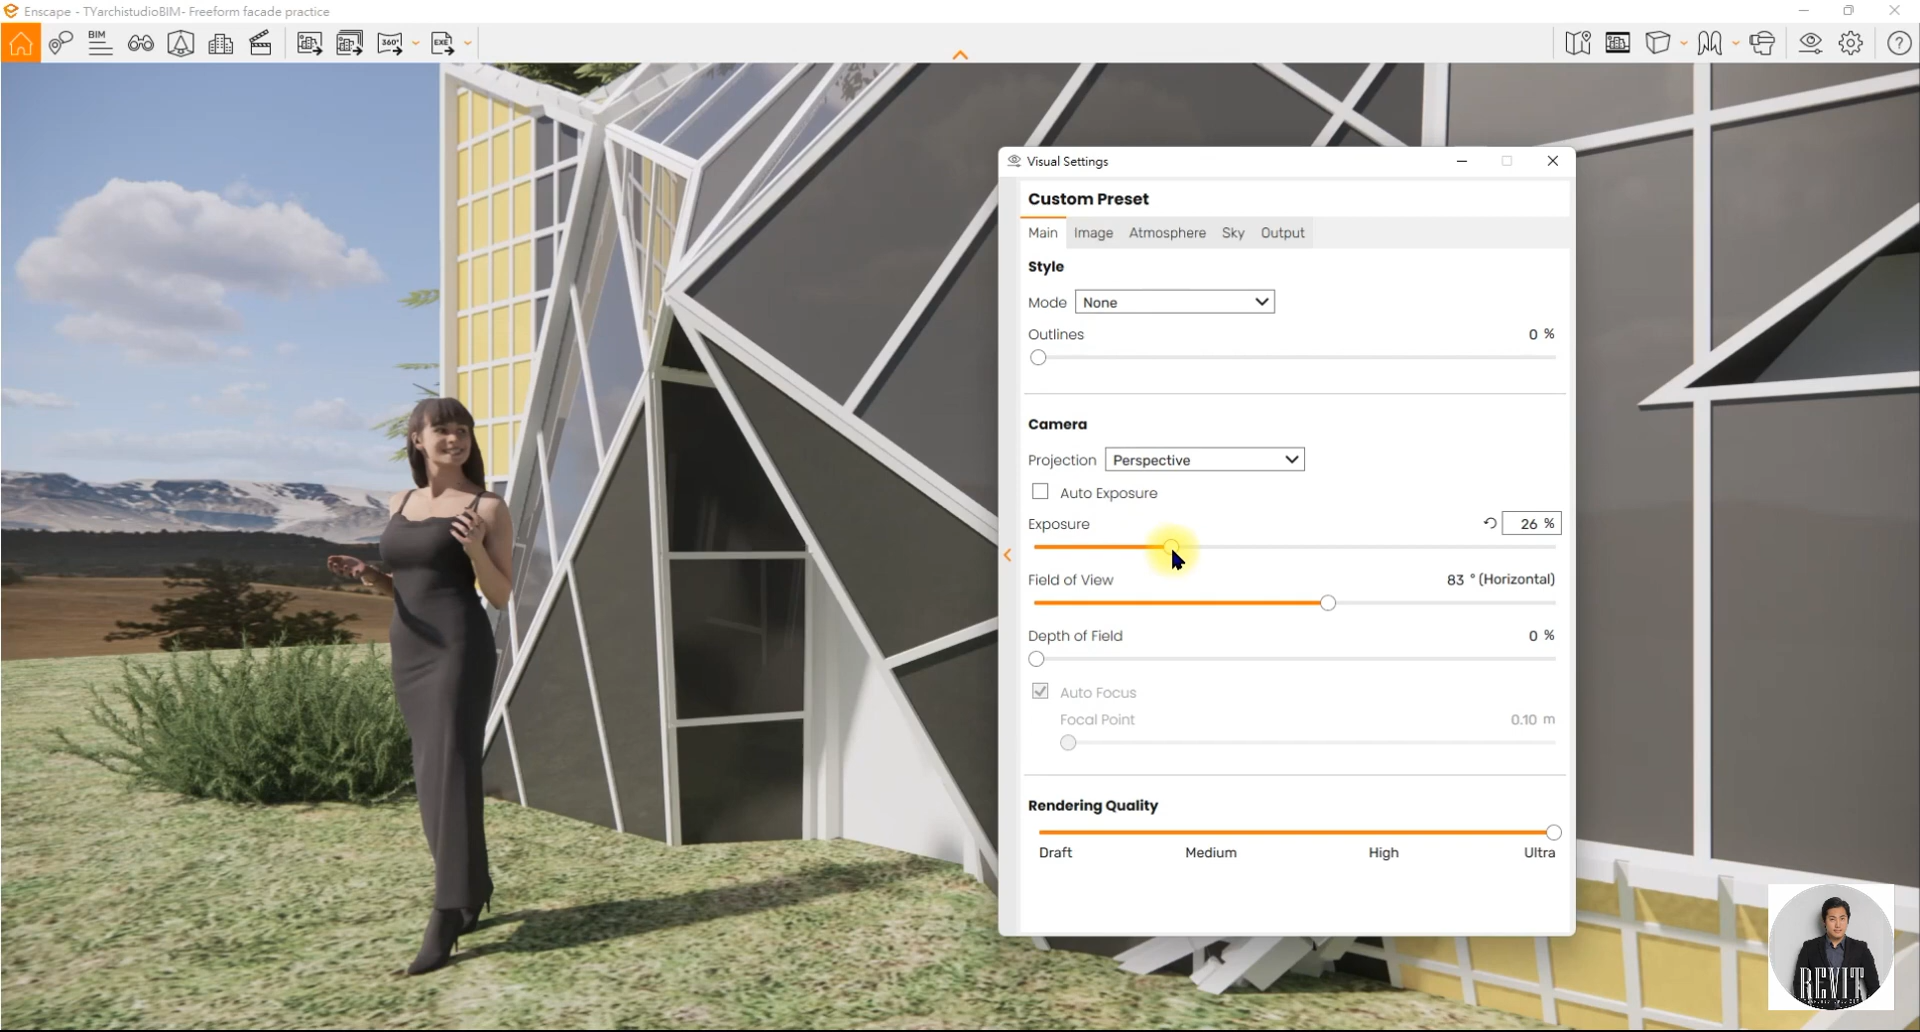 Enscape - TYarchistudioBIM- Freeform facade practice
BIM
360°
EXE
Visual Settings
Custom Preset
Main Image Atmosphere Sky Output
Style
Mode None
Outlines 0 %
Camera
Projection Perspective
Auto Exposure
Exposure 26 %
Field of View 83 ° (Horizontal)
Depth of Field 0 %
Auto Focus
Focal Point 0.10 m
Rendering Quality
Draft Medium High Ultra
REVIT